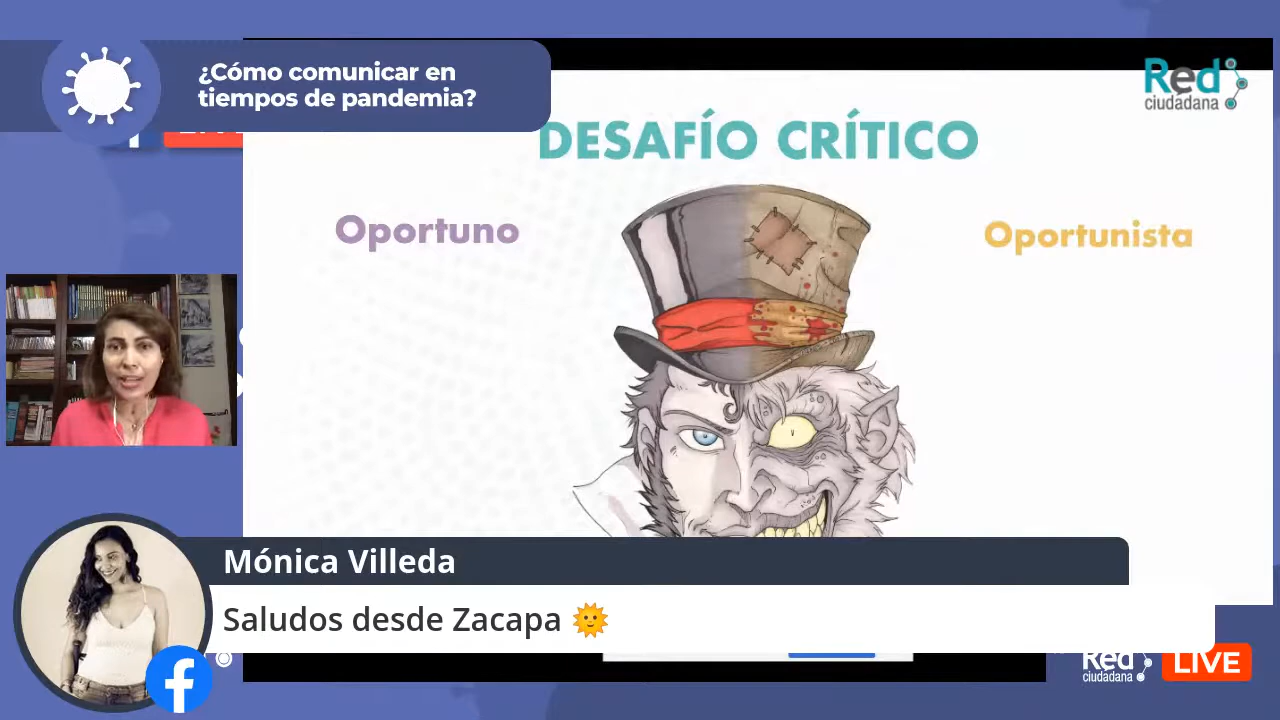 ¿Cómo comunicar en
tiempos de pandemia?
Red
ciudadana
DESAFÍO CRÍTICO
Oportuno
Oportunista
Mónica Villeda
Saludos desde Zacapa 🌞
Red
ciudadana
LIVE